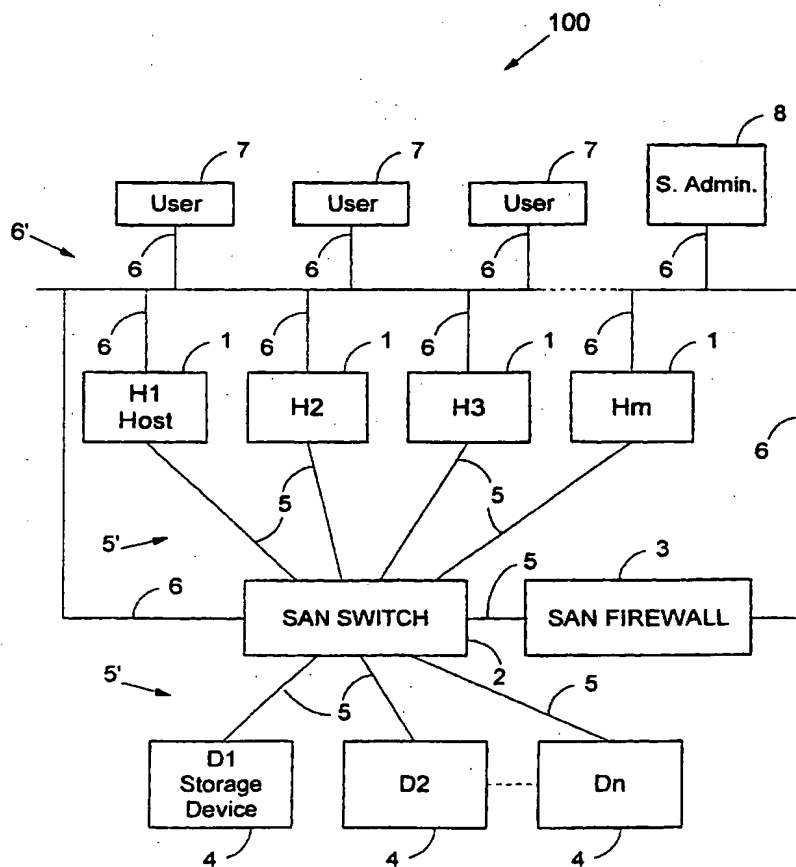 100
7 7 7 8
User User User S. Admin.
6'
6 6 6 6
6 1 6 1 6 1 6 1
H1
Host
H2 H3 Hm
6
5 5
5'
3
6 5
SAN SWITCH SAN FIREWALL
2
5'
5 5
D1
Storage
Device
D2 Dn
4 4 4